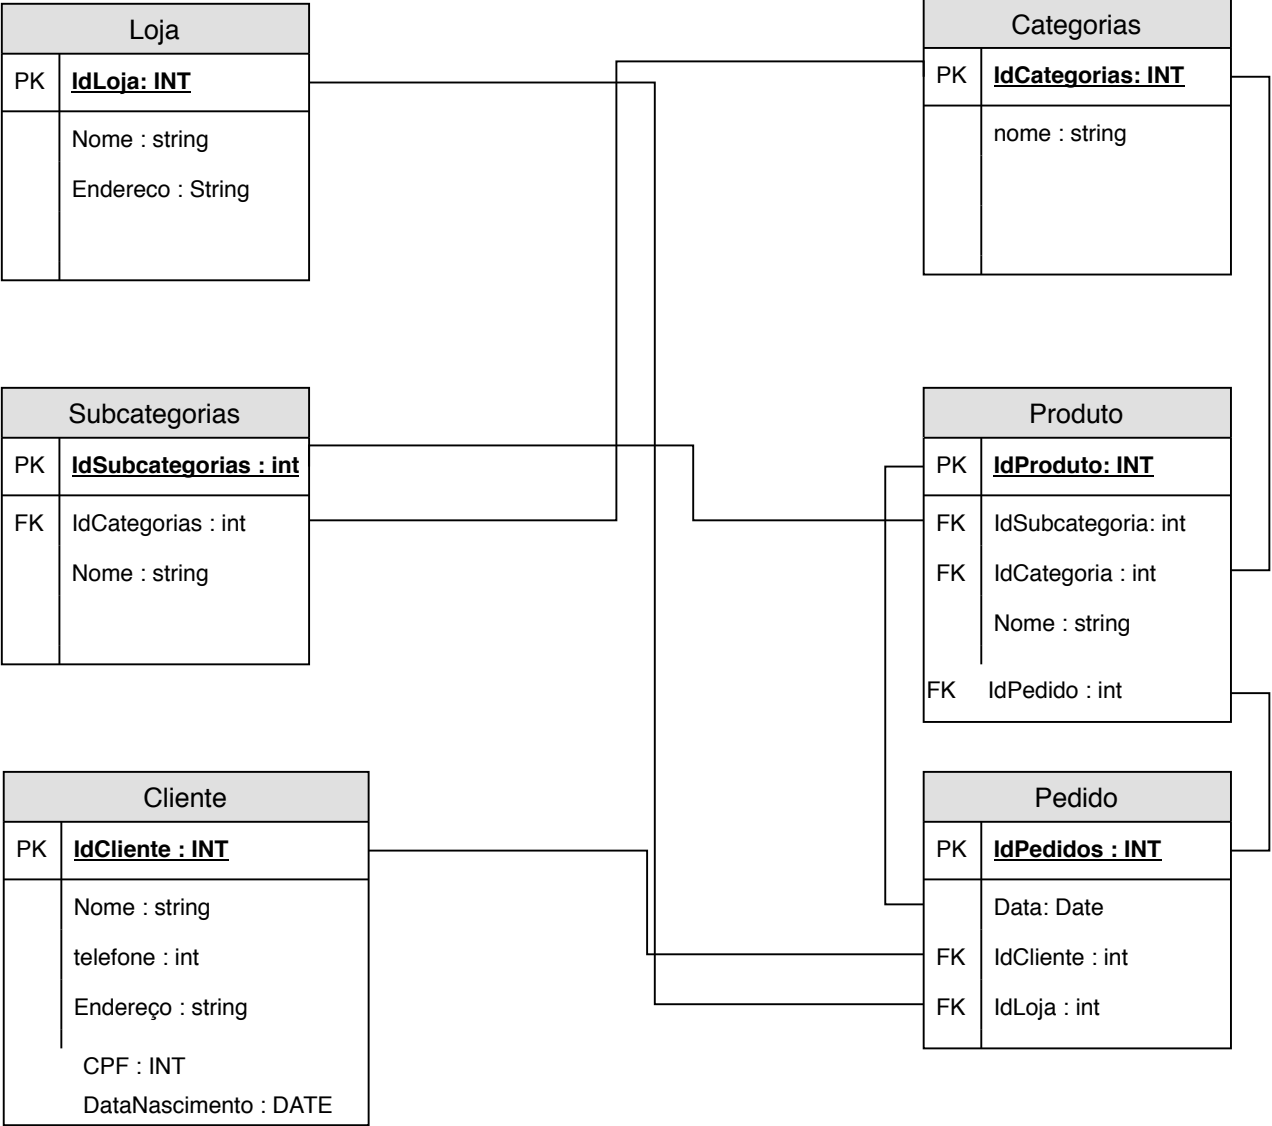 Loja
PK IdLoja: INT
Nome : string
Endereco : String
Categorias
PK IdCategorias: INT
nome : string
Subcategorias
PK IdSubcategorias : int
FK IdCategorias : int
Nome : string
Produto
PK IdProduto: INT
FK IdSubcategoria: int
FK IdCategoria : int
Nome : string
FK IdPedido : int
Cliente
PK IdCliente : INT
Nome : string
telefone : int
Endereço : string
CPF : INT
DataNascimento : DATE
Pedido
PK IdPedidos : INT
Data: Date
FK IdCliente : int
FK IdLoja : int